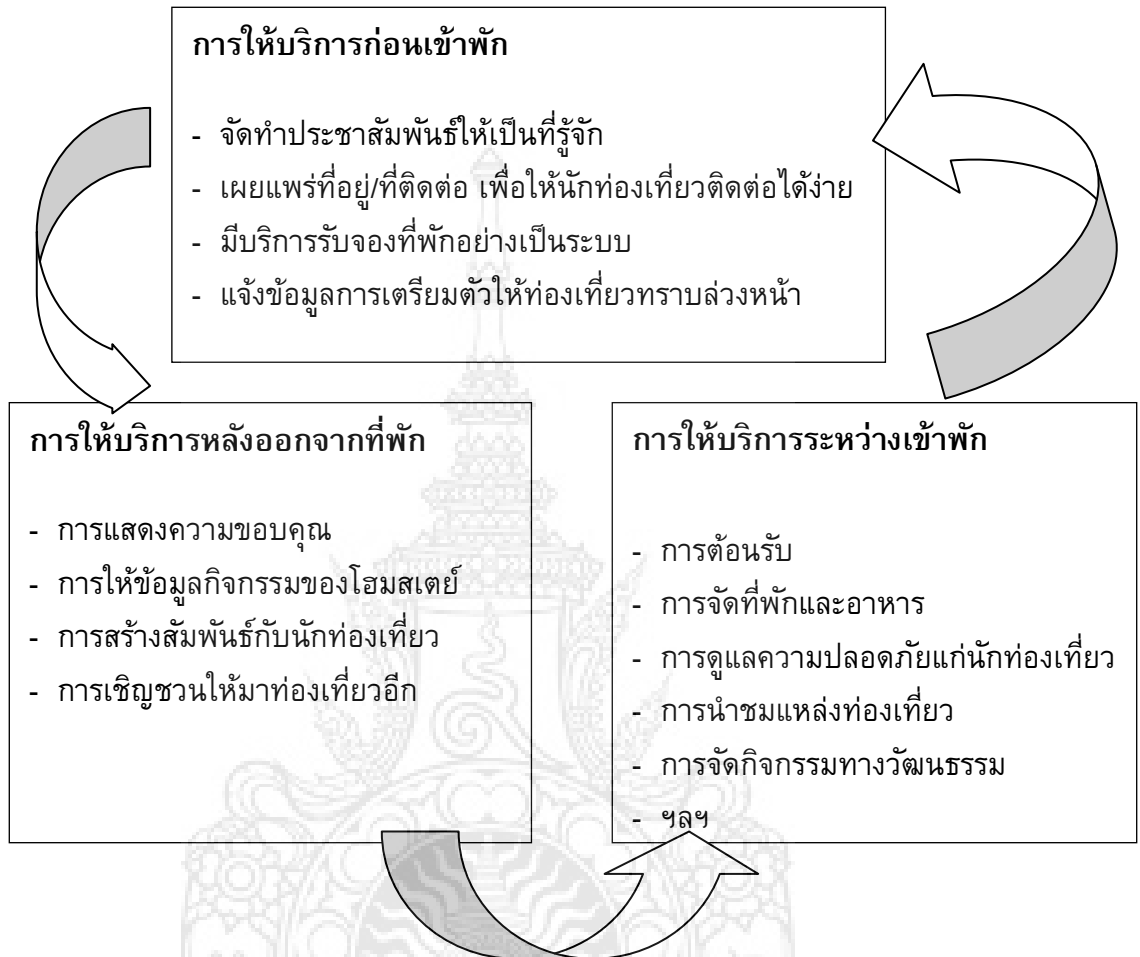 การให้บริการก่อนเข้าพัก
- จัดทำประชาสัมพันธ์ให้เป็นที่รู้จัก
- เผยแพร่ที่อยู่/ที่ติดต่อ เพื่อให้นักท่องเที่ยวติดต่อได้ง่าย
- มีบริการรับจองที่พักอย่างเป็นระบบ
- แจ้งข้อมูลการเตรียมตัวให้ท่องเที่ยวทราบล่วงหน้า
การให้บริการหลังออกจากที่พัก
- การแสดงความขอบคุณ
- การให้ข้อมูลกิจกรรมของโฮมสเตย์
- การสร้างสัมพันธ์กับนักท่องเที่ยว
- การเชิญชวนให้มาท่องเที่ยวอีก
การให้บริการระหว่างเข้าพัก
- การต้อนรับ
- การจัดที่พักและอาหาร
- การดูแลความปลอดภัยแก่นักท่องเที่ยว
- การนำชมแหล่งท่องเที่ยว
- การจัดกิจกรรมทางวัฒนธรรม
- ฯลฯ